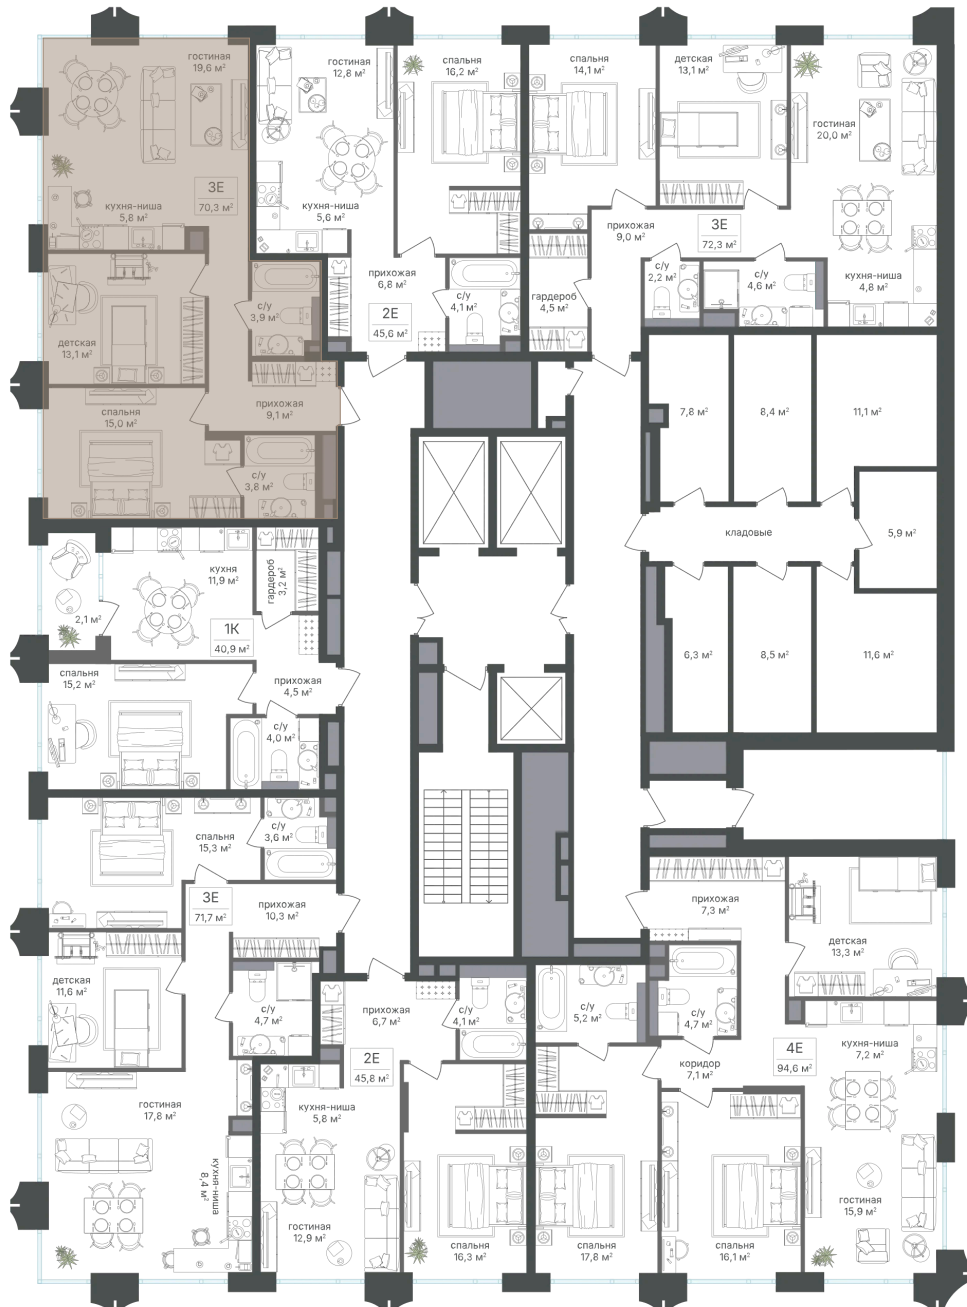 гостиная
19,6 м²
3Е
70,3 м²
кухня-ниша
5,8 м²
с/у
3,9 м²
детская
13,1 м²
спальня
15,0 м²
прихожая
9,1 м²
с/у
3,8 м²
гостиная
12,8 м²
спальня
16,2 м²
кухня-ниша
5,6 м²
прихожая
6,8 м²
2Е
45,6 м²
с/у
4,1 м²
спальня
14,1 м²
детская
13,1 м²
гостиная
20,0 м²
прихожая
9,0 м²
3Е
72,3 м²
гардероб
4,5 м²
с/у
2,2 м²
с/у
4,6 м²
кухня-ниша
4,8 м²
7,8 м²
8,4 м²
11,1 м²
кладовые
5,9 м²
6,3 м²
8,5 м²
11,6 м²
кухня
11,9 м²
гардероб
3,2 м²
2,1 м²
1К
40,9 м²
спальня
15,2 м²
прихожая
4,5 м²
с/у
4,0 м²
спальня
15,3 м²
с/у
3,6 м²
3Е
71,7 м²
прихожая
10,3 м²
детская
11,6 м²
с/у
4,7 м²
гостиная
17,8 м²
кухня-ниша
8,4 м²
прихожая
6,7 м²
с/у
4,1 м²
2Е
45,8 м²
кухня-ниша
5,8 м²
гостиная
12,9 м²
спальня
16,3 м²
прихожая
7,3 м²
детская
13,3 м²
с/у
5,2 м²
с/у
4,7 м²
коридор
7,1 м²
4Е
94,6 м²
кухня-ниша
7,2 м²
гостиная
15,9 м²
спальня
17,8 м²
спальня
16,1 м²